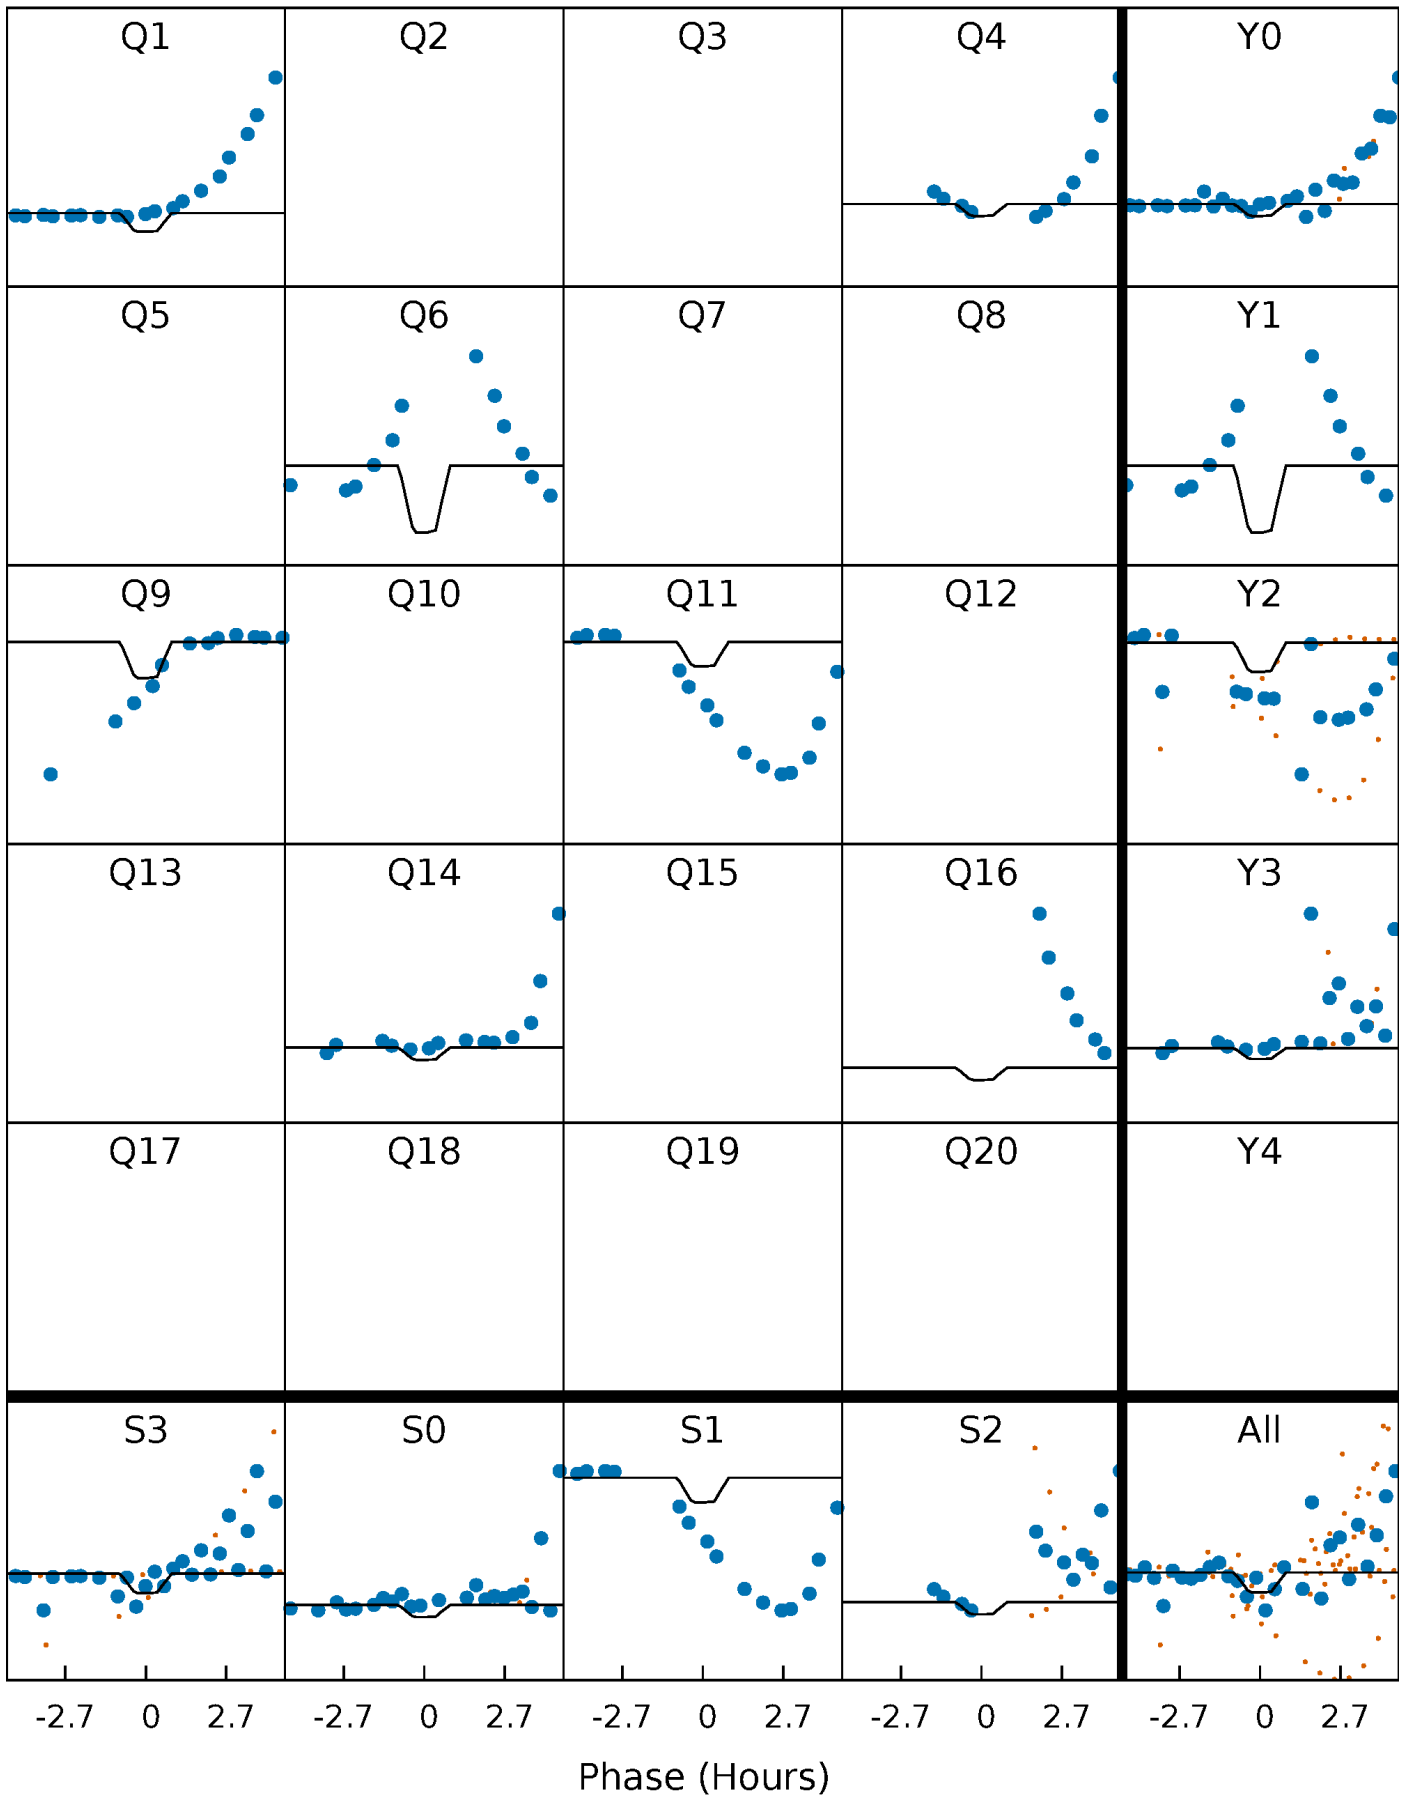 Q1 Q2 Q3 Q4 Y0
Q5 Q6 Q7 Q8 Y1
Q9 Q10 Q11 Q12 Y2
Q13 Q14 Q15 Q16 Y3
Q17 Q18 Q19 Q20 Y4
S3 S0 S1 S2 All
-2.7 0 2.7 -2.7 0 2.7 -2.7 0 2.7 -2.7 0 2.7 -2.7 0 2.7
Phase (Hours)